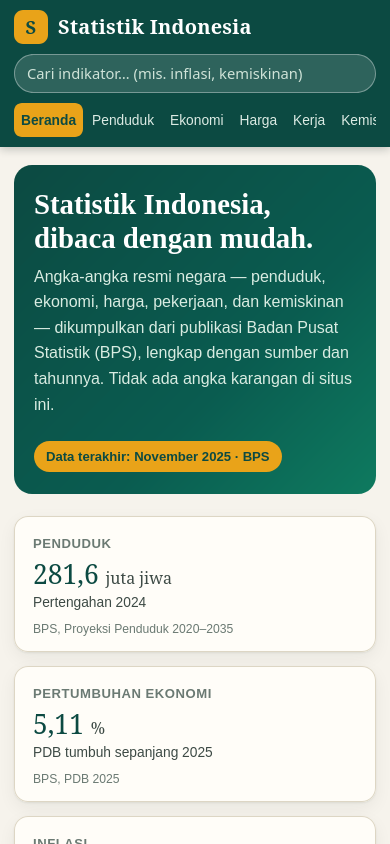 S Statistik Indonesia
Cari indikator... (mis. inflasi, kemiskinan)
Beranda Penduduk Ekonomi Harga Kerja Kemis
Statistik Indonesia,
dibaca dengan mudah.
Angka-angka resmi negara — penduduk,
ekonomi, harga, pekerjaan, dan kemiskinan
— dikumpulkan dari publikasi Badan Pusat
Statistik (BPS), lengkap dengan sumber dan
tahunnya. Tidak ada angka karangan di situs
ini.
Data terakhir: November 2025 · BPS
PENDUDUK
281,6 juta jiwa
Pertengahan 2024
BPS, Proyeksi Penduduk 2020–2035
PERTUMBUHAN EKONOMI
5,11 %
PDB tumbuh sepanjang 2025
BPS, PDB 2025
INFLASI